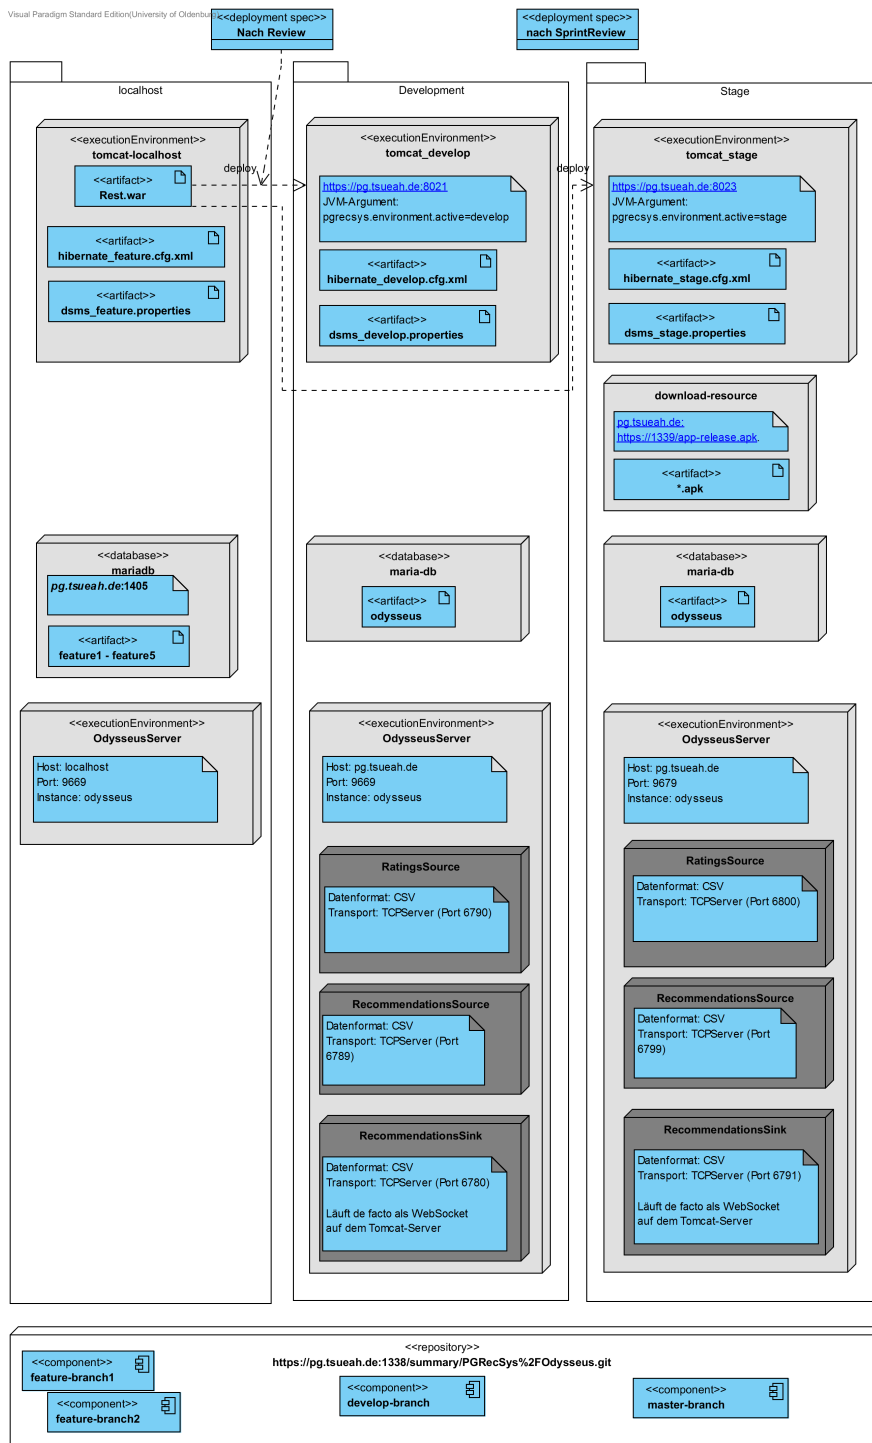 Visual Paradigm Standard Edition(University of Oldenburg)
<<deployment spec>>
Nach Review
<<deployment spec>>
nach SprintReview
localhost
<<executionEnvironment>>
tomcat-localhost
<<artifact>>
Rest.war
<<artifact>>
hibernate_feature.cfg.xml
<<artifact>>
dsms_feature.properties
deploy
Development
<<executionEnvironment>>
tomcat_develop
https://pg.tsueah.de:8021
JVM-Argument:
pgrecsys.environment.active=develop
<<artifact>>
hibernate_develop.cfg.xml
<<artifact>>
dsms_develop.properties
deploy
Stage
<<executionEnvironment>>
tomcat_stage
https://pg.tsueah.de:8023
JVM-Argument:
pgrecsys.environment.active=stage
<<artifact>>
hibernate_stage.cfg.xml
<<artifact>>
dsms_stage.properties
download-resource
pg.tsueah.de:
https://1339/app-release.apk.
<<artifact>>
*.apk
<<database>>
mariadb
pg.tsueah.de:1405
<<artifact>>
feature1 - feature5
<<database>>
maria-db
<<artifact>>
odysseus
<<database>>
maria-db
<<artifact>>
odysseus
<<executionEnvironment>>
OdysseusServer
Host: localhost
Port: 9669
Instance: odysseus
<<executionEnvironment>>
OdysseusServer
Host: pg.tsueah.de
Port: 9669
Instance: odysseus
RatingsSource
Datenformat: CSV
Transport: TCPServer (Port 6790)
RecommendationsSource
Datenformat: CSV
Transport: TCPServer (Port
6789)
RecommendationsSink
Datenformat: CSV
Transport: TCPServer (Port 6780)
Läuft de facto als WebSocket
auf dem Tomcat-Server
<<executionEnvironment>>
OdysseusServer
Host: pg.tsueah.de
Port: 9679
Instance: odysseus
RatingsSource
Datenformat: CSV
Transport: TCPServer (Port 6800)
RecommendationsSource
Datenformat: CSV
Transport: TCPServer (Port
6799)
RecommendationsSink
Datenformat: CSV
Transport: TCPServer (Port 6791)
Läuft de facto als WebSocket
auf dem Tomcat-Server
<<repository>>
https://pg.tsueah.de:1338/summary/PGRecSys%2FOdysseus.git
<<component>>
feature-branch1
<<component>>
feature-branch2
<<component>>
develop-branch
<<component>>
master-branch